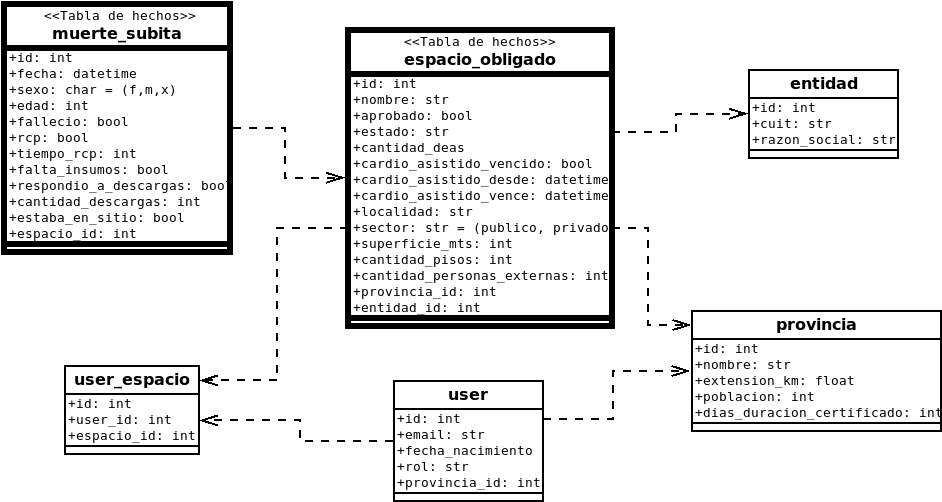 <<Tabla de hechos>>
muerte_subita
+id: int
+fecha: datetime
+sexo: char = (f,m,x)
+edad: int
+fallecio: bool
+rcp: bool
+tiempo_rcp: int
+falta_insumos: bool
+respondio_a_descargas: bool
+cantidad_descargas: int
+estaba_en_sitio: bool
+espacio_id: int
<<Tabla de hechos>>
espacio_obligado
+id: int
+nombre: str
+aprobado: bool
+estado: str
+cantidad_deas
+cardio_asistido_vencido: bool
+cardio_asistido_desde: datetime
+cardio_asistido_vence: datetime
+localidad: str
+sector: str = (publico, privado
+superficie_mts: int
+cantidad_pisos: int
+cantidad_personas_externas: int
+provincia_id: int
+entidad_id: int
entidad
+id: int
+cuit: str
+razon_social: str
provincia
+id: int
+nombre: str
+extension_km: float
+poblacion: int
+dias_duracion_certificado: int
user_espacio
+id: int
+user_id: int
+espacio_id: int
user
+id: int
+email: str
+fecha_nacimiento
+rol: str
+provincia_id: int